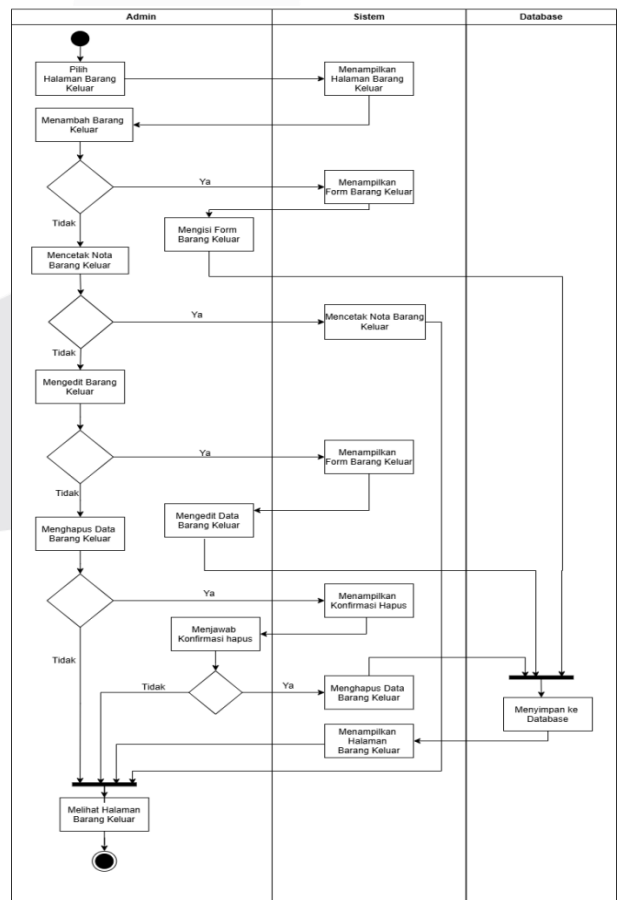 Admin
Sistem
Database
Pilih
Halaman Barang
Keluar
Menampilkan
Halaman Barang
Keluar
Menambah Barang
Keluar
Ya
Menampilkan
Form Barang Keluar
Tidak
Mengisi Form
Barang Keluar
Mencetak Nota
Barang Keluar
Ya
Mencetak Nota Barang
Keluar
Tidak
Mengedit Barang
Keluar
Ya
Menampilkan
Form Barang Keluar
Tidak
Mengedit Data
Barang Keluar
Menghapus Data
Barang Keluar
Ya
Menampilkan
Konfirmasi Hapus
Menjawab
Konfirmasi hapus
Tidak
Tidak
Ya
Menghapus Data
Barang Keluar
Menyimpan ke
Database
Menampilkan
Halaman
Barang Keluar
Melihat Halaman
Barang Keluar